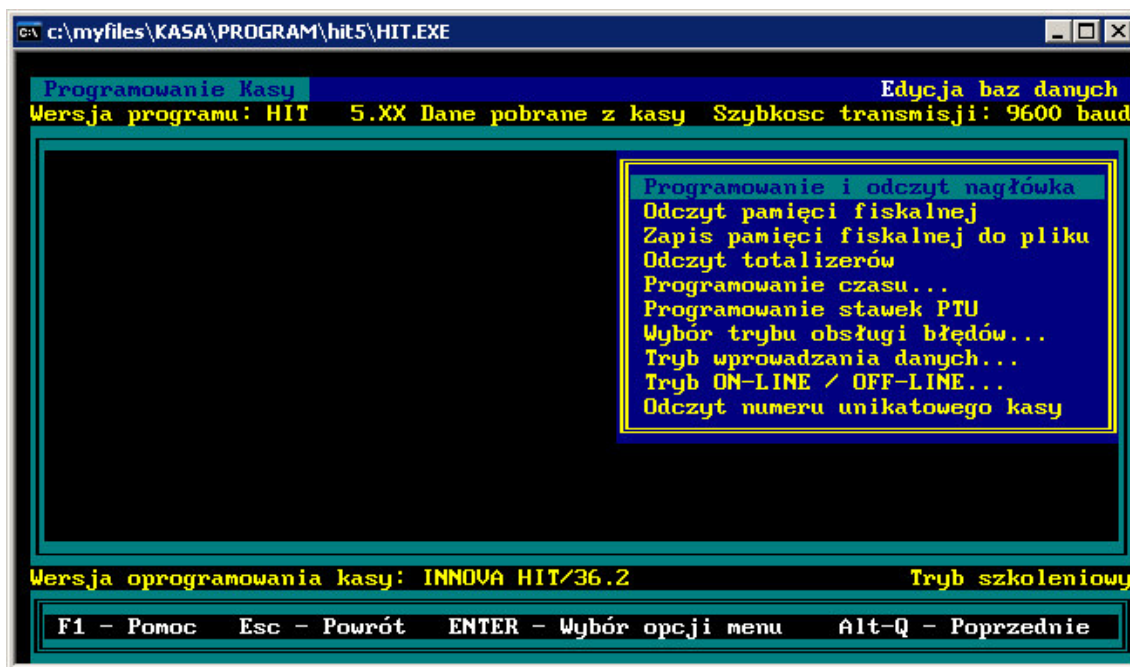 c:\myfiles\KASA\PROGRAM\hit5\HIT.EXE
Programowanie Kasy Edycja baz danych
Wersja programu: HIT 5.XX Dane pobrane z kasy Szybkosc transmisji: 9600 baud
Programowanie i odczyt nagłówka
Odczyt pamięci fiskalnej
Zapis pamięci fiskalnej do pliku
Odczyt totalizerów
Programowanie czasu...
Programowanie stawek PTU
Wybór trybu obsługi błędów...
Tryb wprowadzania danych...
Tryb ON-LINE / OFF-LINE...
Odczyt numeru unikatowego kasy
Wersja oprogramowania kasy: INNOVA HIT/36.2 Tryb szkoleniowy
F1 - Pomoc Esc - Powrót ENTER - Wybór opcji menu Alt-Q - Poprzednie